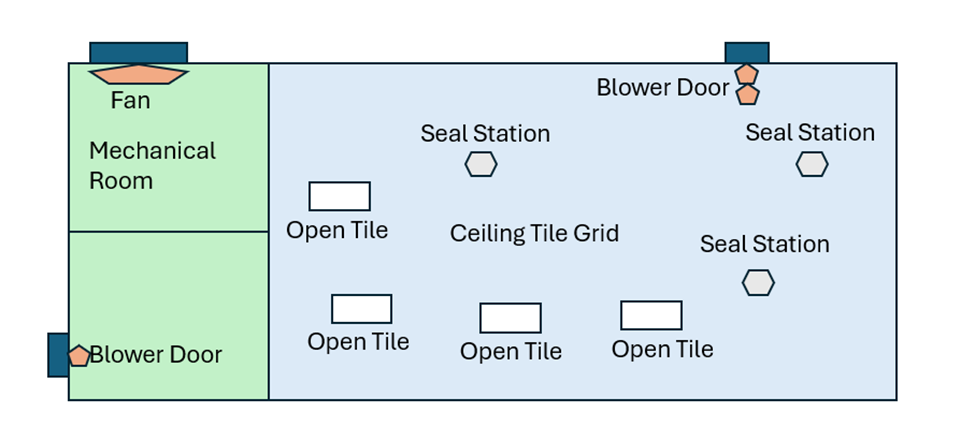 Blower Door
Fan
Seal Station
Seal Station
Mechanical
Room
Open Tile
Ceiling Tile Grid
Seal Station
Open Tile
Open Tile
Open Tile
Blower Door